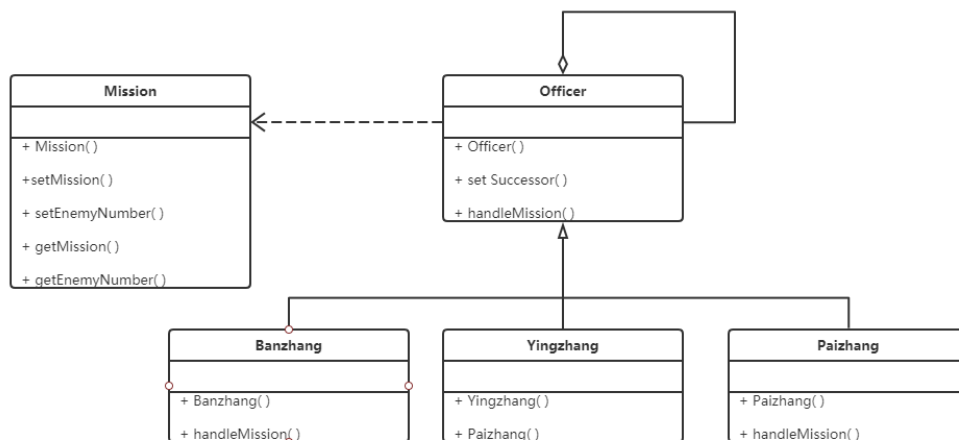 Mission
+ Mission( )
+setMission( )
+ setEnemyNumber( )
+ getMission( )
+ getEnemyNumber( )
Officer
+ Officer( )
+ set Successor( )
+ handleMission( )
Banzhang
+ Banzhang( )
+ handleMission( )
Yingzhang
+ Yingzhang( )
+ Paizhang( )
Paizhang
+ Paizhang( )
+ handleMission( )